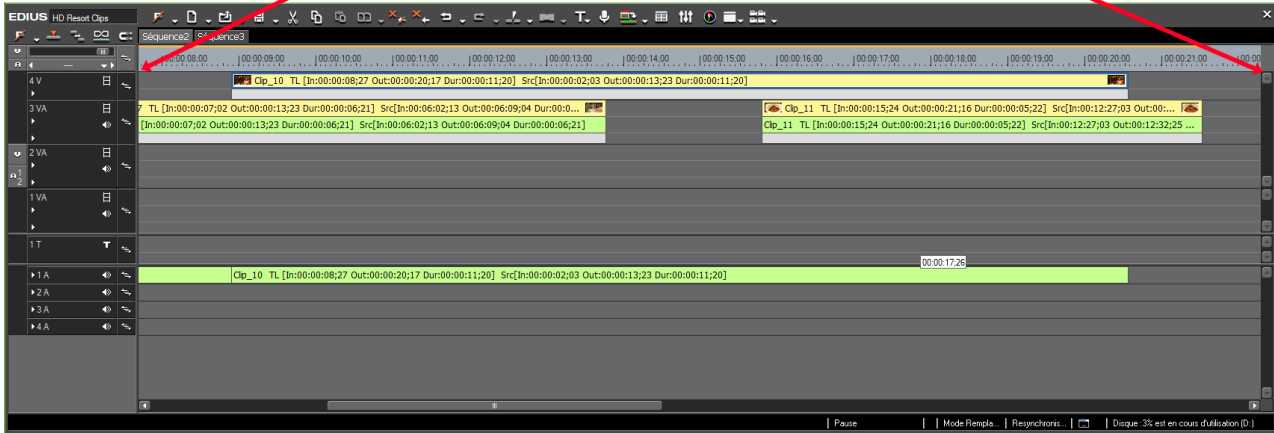 EDIUS HD Resort Clips
Séquence2 Séquence3
00:00:08:00 00:00:09:00 00:00:10:00 00:00:11:00 00:00:12:00 00:00:13:00 00:00:14:00 00:00:15:00 00:00:16:00 00:00:17:00 00:00:18:00 00:00:19:00 00:00:20:00 00:00:21:00 00:00
4 V Clip_10 TL [In:00:00:08;27 Out:00:00:20;17 Dur:00:00:11;20] Src[In:00:00:02;03 Out:00:00:13;23 Dur:00:00:11;20]
3 VA 7 TL [In:00:00:07;02 Out:00:00:13;23 Dur:00:00:06;21] Src[In:00:06:02;13 Out:00:06:09;04 Dur:00:0... Clip_11 TL [In:00:00:15;24 Out:00:00:21;16 Dur:00:00:05;22] Src[In:00:12:27;03 Out:00:...
[In:00:00:07;02 Out:00:00:13;23 Dur:00:00:06;21] Src[In:00:06:02;13 Out:00:06:09;04 Dur:00:00:06;21] Clip_11 TL [In:00:00:15;24 Out:00:00:21;16 Dur:00:00:05;22] Src[In:00:12:27;03 Out:00:12:32;25 ...
2 VA
1 VA
1 T T
00:00:17;26
1 A Clip_10 TL [In:00:00:08;27 Out:00:00:20;17 Dur:00:00:11;20] Src[In:00:00:02;03 Out:00:00:13;23 Dur:00:00:11;20]
2 A
3 A
4 A
Pause Mode Rempla... Resynchronis... Disque :3% est en cours d'utilisation (D:)